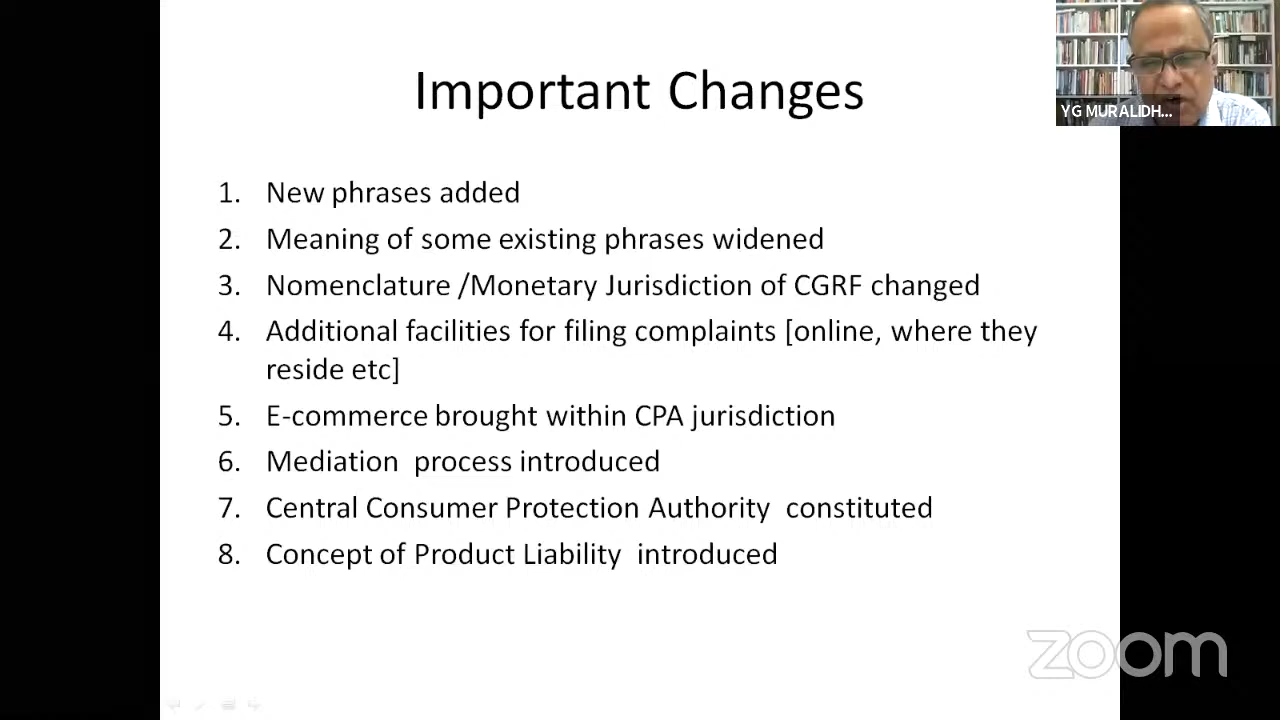 Important Changes
YG MURALIDH...
1. New phrases added
2. Meaning of some existing phrases widened
3. Nomenclature /Monetary Jurisdiction of CGRF changed
4. Additional facilities for filing complaints [online, where they
reside etc]
5. E-commerce brought within CPA jurisdiction
6. Mediation process introduced
7. Central Consumer Protection Authority constituted
8. Concept of Product Liability introduced
zoom